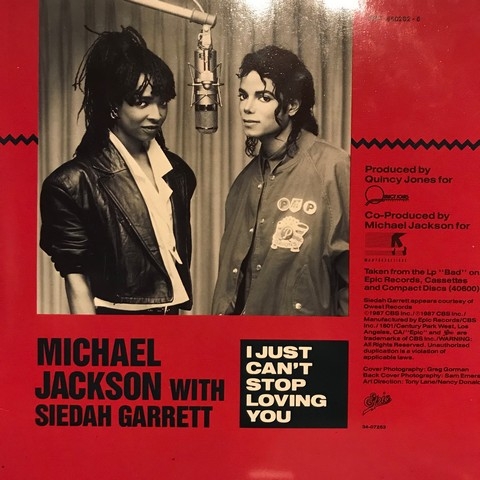 MICHAEL
JACKSON WITH
SIEDAH GARRETT
I JUST
CAN'T
STOP
LOVING
YOU
Produced by
Quincy Jones for
Co-Produced by
Michael Jackson for
Taken from the Lp "Bad" on
Epic Records, Cassettes
and Compact Discs (40600)
Siedah Garrett appears courtesy of
Qwest Records
©1987 CBS Inc./℗1987 CBS Inc./
Manufactured by Epic Records/CBS
Inc./1801/Century Park West, Los
Angeles, CA/"Epic" and are
trademarks of CBS Inc./WARNING:
All Rights Reserved. Unauthorized
duplication is a violation of
applicable laws.
Cover Photography: Greg Gorman
Back Cover Photography: Sam Emers
Art Direction: Tony Lane/Nancy Donald
Epic